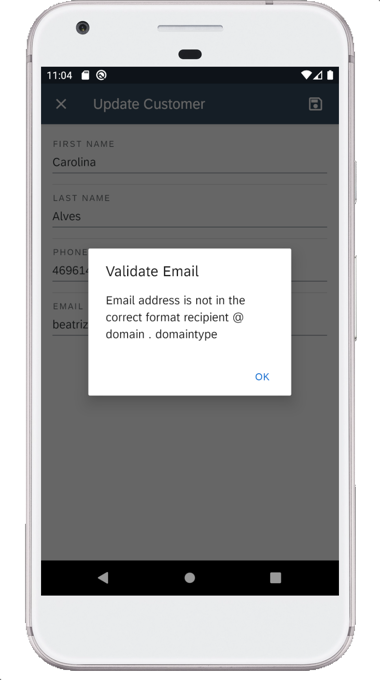 11:04
Update Customer
FIRST NAME
Carolina
LAST NAME
Alves
PHONE
469614
EMAIL
beatriz
Validate Email
Email address is not in the
correct format recipient @
domain . domaintype
OK